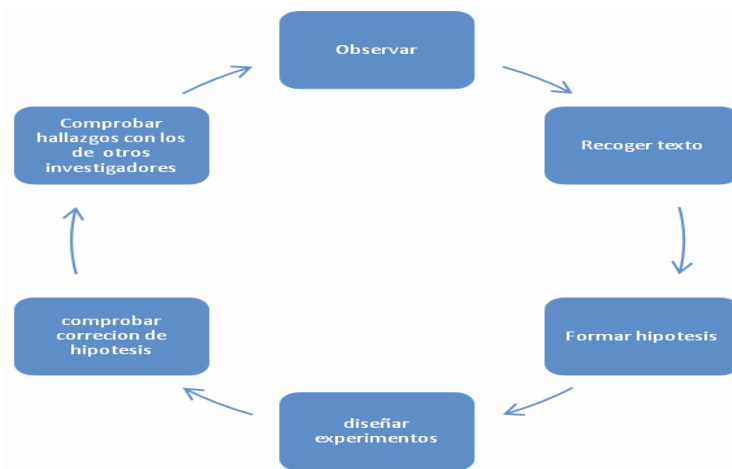 Observar
Recoger texto
Formar hipotesis
diseñar
experimentos
comprobar
correcion de
hipotesis
Comprobar
hallazgos con los
de otros
investigadores